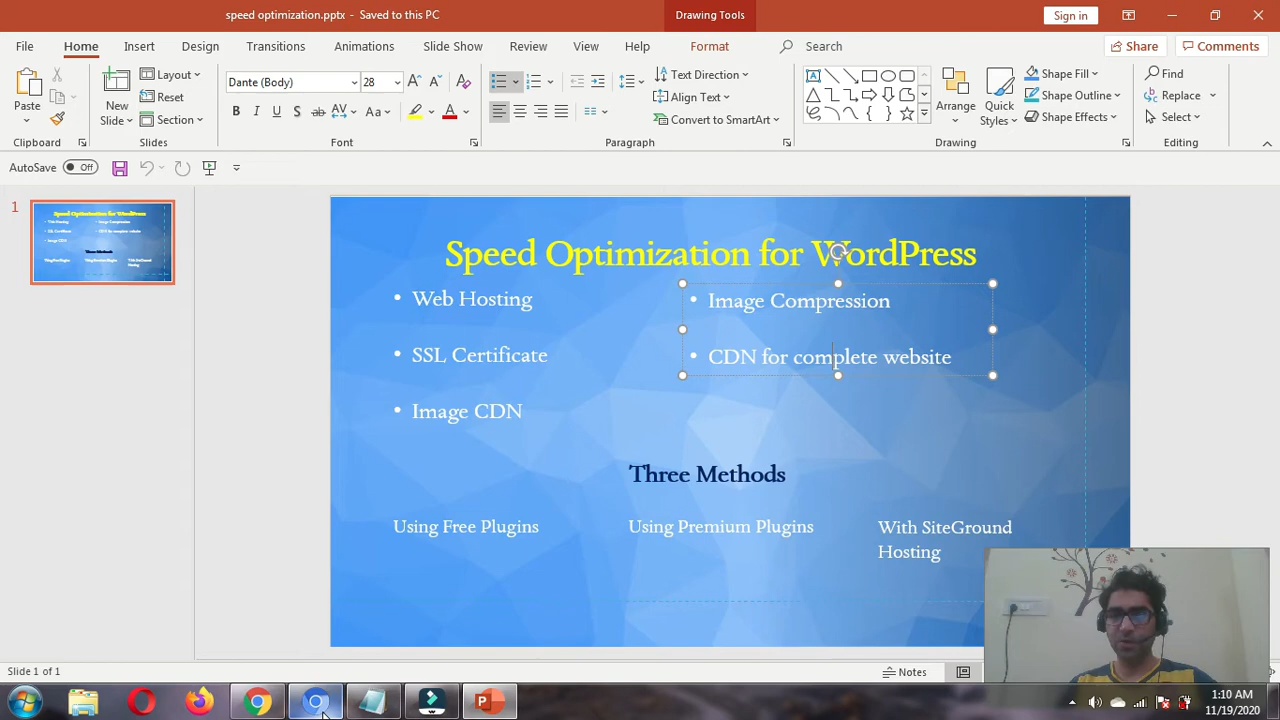 speed optimization.pptx - Saved to this PC
Drawing Tools
Sign in
File Home Insert Design Transitions Animations Slide Show Review View Help Format Search Share Comments
Paste
New Slide
Layout
Reset
Section
Dante (Body) 28
B I U S AV Aa A
Text Direction
Align Text
Convert to SmartArt
Arrange
Quick Styles
Shape Fill
Shape Outline
Shape Effects
Find
Replace
Select
Clipboard Slides Font Paragraph Drawing Editing
AutoSave Off
1
Speed Optimization for WordPress
• Web Hosting
• SSL Certificate
• Image CDN
• Image Compression
• CDN for complete website
Three Methods
Using Free Plugins
Using Premium Plugins
With SiteGround
Hosting
Slide 1 of 1
Notes
1:10 AM
11/19/2020